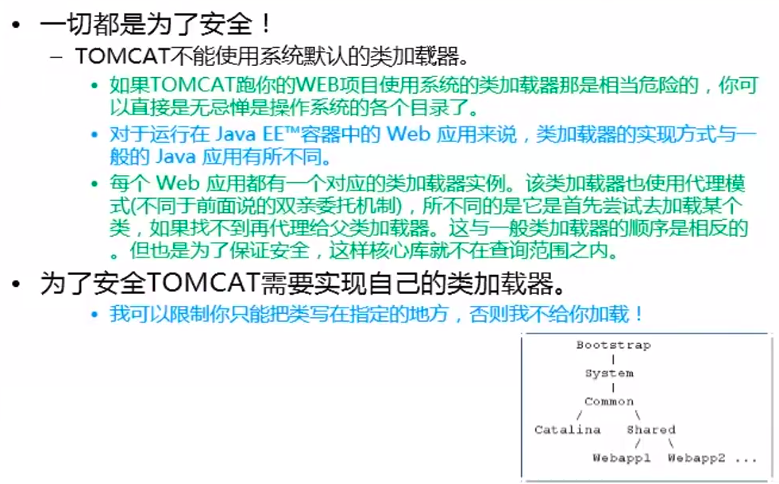 • 一切都是为了安全！
– TOMCAT不能使用系统默认的类加载器。
• 如果TOMCAT跑你的WEB项目使用系统的类加载器那是相当危险的，你可
以直接是无忌惮是操作系统的各个目录了。
• 对于运行在 Java EE™容器中的 Web 应用来说，类加载器的实现方式与一
般的 Java 应用有所不同。
• 每个 Web 应用都有一个对应的类加载器实例。该类加载器也使用代理模
式(不同于前面说的双亲委托机制)，所不同的是它是首先尝试去加载某个
类，如果找不到再代理给父类加载器。这与一般类加载器的顺序是相反的
。但也是为了保证安全，这样核心库就不在查询范围之内。
• 为了安全TOMCAT需要实现自己的类加载器。
• 我可以限制你只能把类写在指定的地方，否则我不给你加载！
Bootstrap
|
System
|
Common
/ \
Catalina Shared
/ \
Webapp1 Webapp2 ...